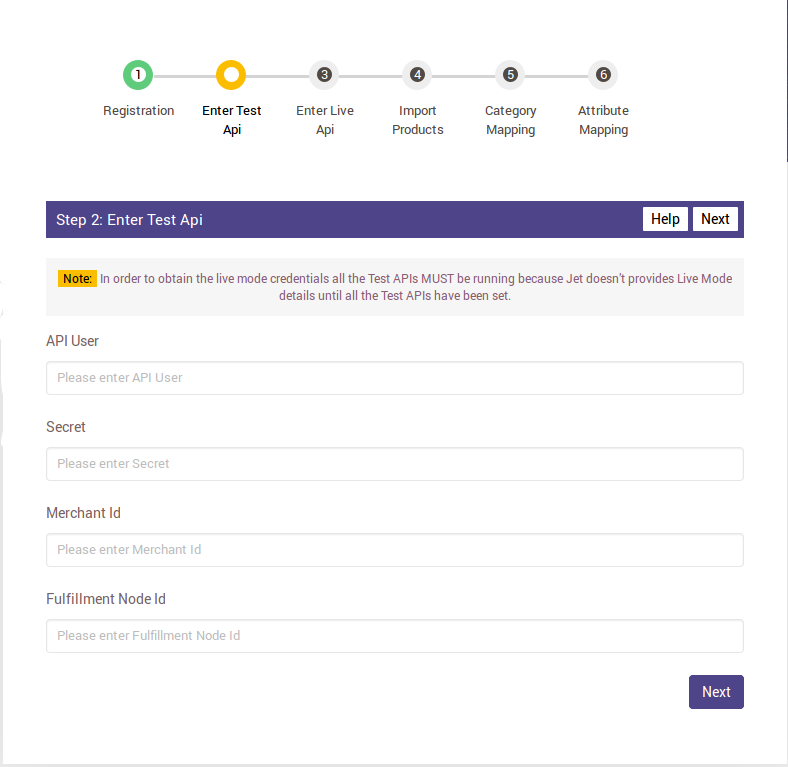 1
3
4
5
6
Registration
Enter Test
Api
Enter Live
Api
Import
Products
Category
Mapping
Attribute
Mapping
Step 2: Enter Test Api
Help
Next
Note: In order to obtain the live mode credentials all the Test APIs MUST be running because Jet doesn't provides Live Mode
details until all the Test APIs have been set.
API User
Please enter API User
Secret
Please enter Secret
Merchant Id
Please enter Merchant Id
Fulfillment Node Id
Please enter Fulfillment Node Id
Next